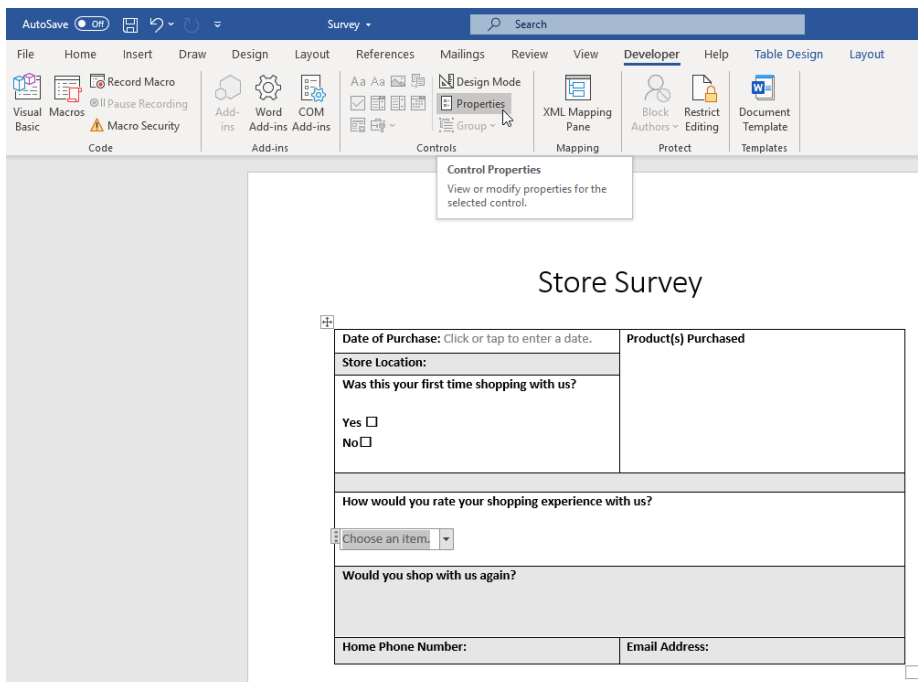 AutoSave Off Survey Search
File Home Insert Draw Design Layout References Mailings Review View Developer Help Table Design Layout
Visual Basic
Macros
Record Macro
Pause Recording
Macro Security
Code
Add-ins
Word Add-ins
COM Add-ins
Add-ins
Aa Aa
Design Mode
Properties
Group
Controls
XML Mapping Pane
Mapping
Block Authors
Restrict Editing
Protect
Document Template
Templates
Control Properties
View or modify properties for the
selected control.
Store Survey
Date of Purchase: Click or tap to enter a date.
Product(s) Purchased
Store Location:
Was this your first time shopping with us?
Yes ☐
No☐
How would you rate your shopping experience with us?
Choose an item.
Would you shop with us again?
Home Phone Number:
Email Address: